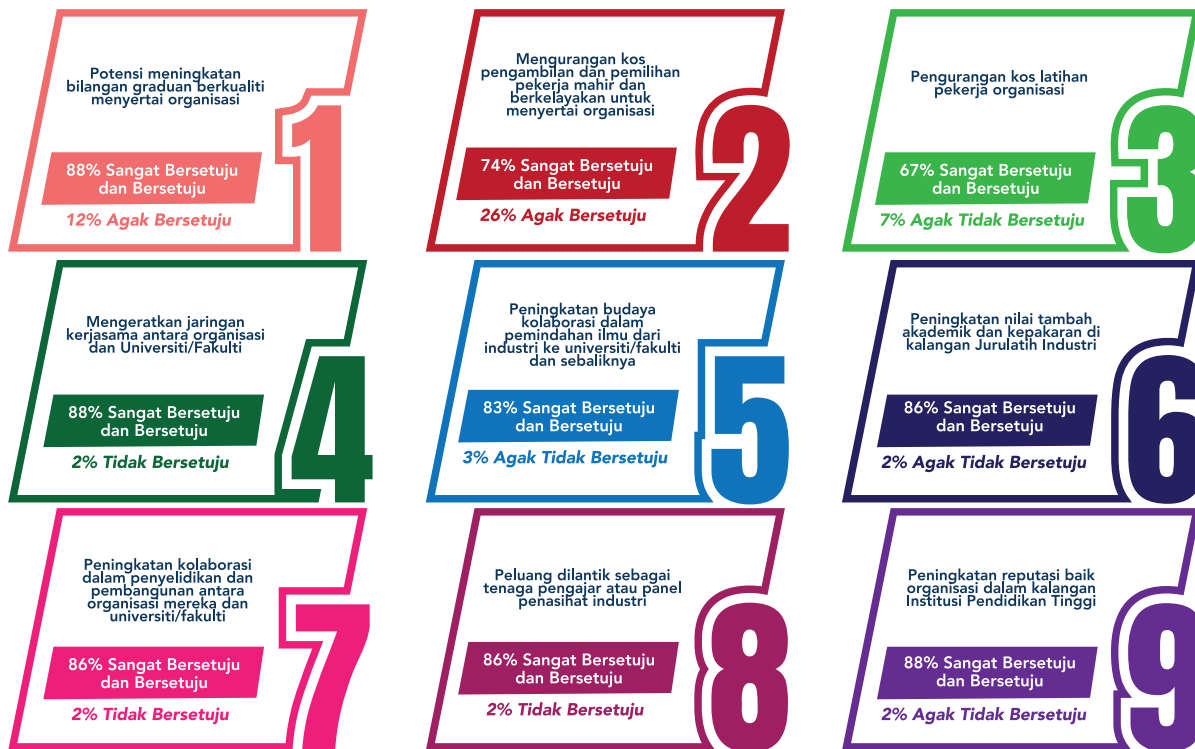 Potensi meningkatan
bilangan graduan berkualiti
menyertai organisasi
88% Sangat Bersetuju
dan Bersetuju
12% Agak Bersetuju
1
Mengurangan kos
pengambilan dan pemilihan
pekerja mahir dan
berkelayakan untuk
menyertai organisasi
74% Sangat Bersetuju
dan Bersetuju
26% Agak Bersetuju
2
Pengurangan kos latihan
pekerja organisasi
67% Sangat Bersetuju
dan Bersetuju
7% Agak Tidak Bersetuju
3
Mengeratkan jaringan
kerjasama antara organisasi
dan Universiti/Fakulti
88% Sangat Bersetuju
dan Bersetuju
2% Tidak Bersetuju
4
Peningkatan budaya
kolaborasi dalam
pemindahan ilmu dari
industri ke universiti/fakulti
dan sebaliknya
83% Sangat Bersetuju
dan Bersetuju
3% Agak Tidak Bersetuju
5
Peningkatan nilai tambah
akademik dan kepakaran di
kalangan Jurulatih Industri
86% Sangat Bersetuju
dan Bersetuju
2% Agak Tidak Bersetuju
6
Peningkatan kolaborasi
dalam penyelidikan dan
pembangunan antara
organisasi mereka dan
universiti/fakulti
86% Sangat Bersetuju
dan Bersetuju
2% Tidak Bersetuju
7
Peluang dilantik sebagai
tenaga pengajar atau panel
penasihat industri
86% Sangat Bersetuju
dan Bersetuju
2% Tidak Bersetuju
8
Peningkatan reputasi baik
organisasi dalam kalangan
Institusi Pendidikan Tinggi
88% Sangat Bersetuju
dan Bersetuju
2% Agak Tidak Bersetuju
9